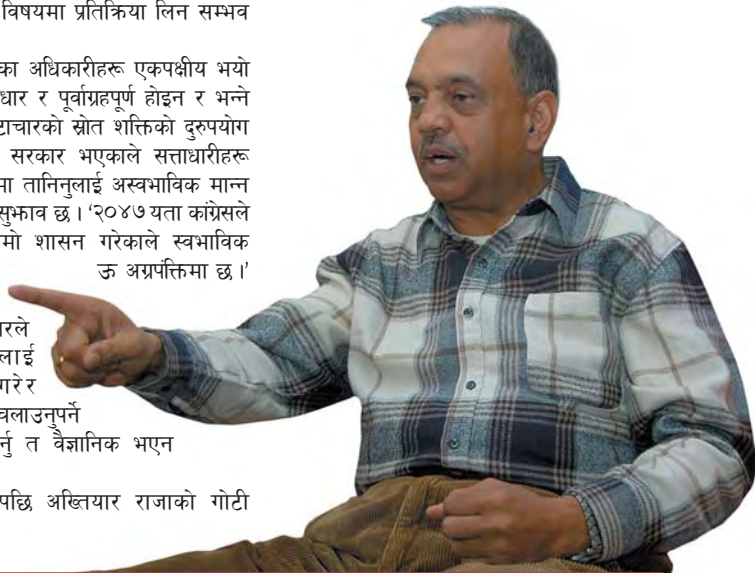 विषयमा प्रतिक्रिया लिन सम्भव
का अधिकारीहरू एकपक्षीय भयो
धार र पूर्वाग्रहपूर्ण होइन र भन्ने
टाचारको स्रोत शक्तिको दुरुपयोग
सरकार भएकाले सत्ताधारीहरू
मा तानिनुलाई अस्वभाविक मान्न
सुझाव छ । '२०४७ यता कांग्रेसले
मो शासन गरेकाले स्वभाविक
ऊ अग्रपंक्तिमा छ ।'
रले
लाई
गरेर
चलाउनुपर्ने
र्नु त वैज्ञानिक भएन
पछि अख्तियार राजाको गोटी